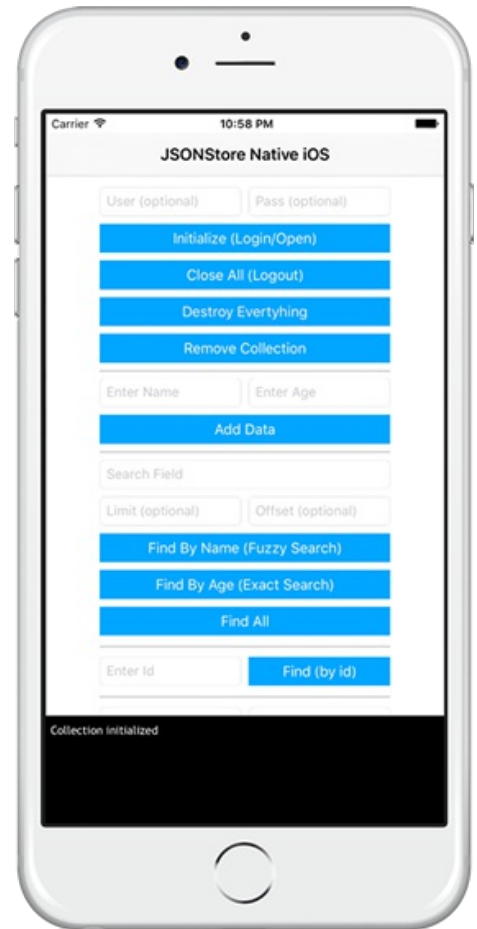 Carrier 10:58 PM
JSONStore Native iOS
User (optional) Pass (optional)
Initialize (Login/Open)
Close All (Logout)
Destroy Evertyhing
Remove Collection
Enter Name Enter Age
Add Data
Search Field
Limit (optional) Offset (optional)
Find By Name (Fuzzy Search)
Find By Age (Exact Search)
Find All
Enter Id Find (by id)
Collection initialized